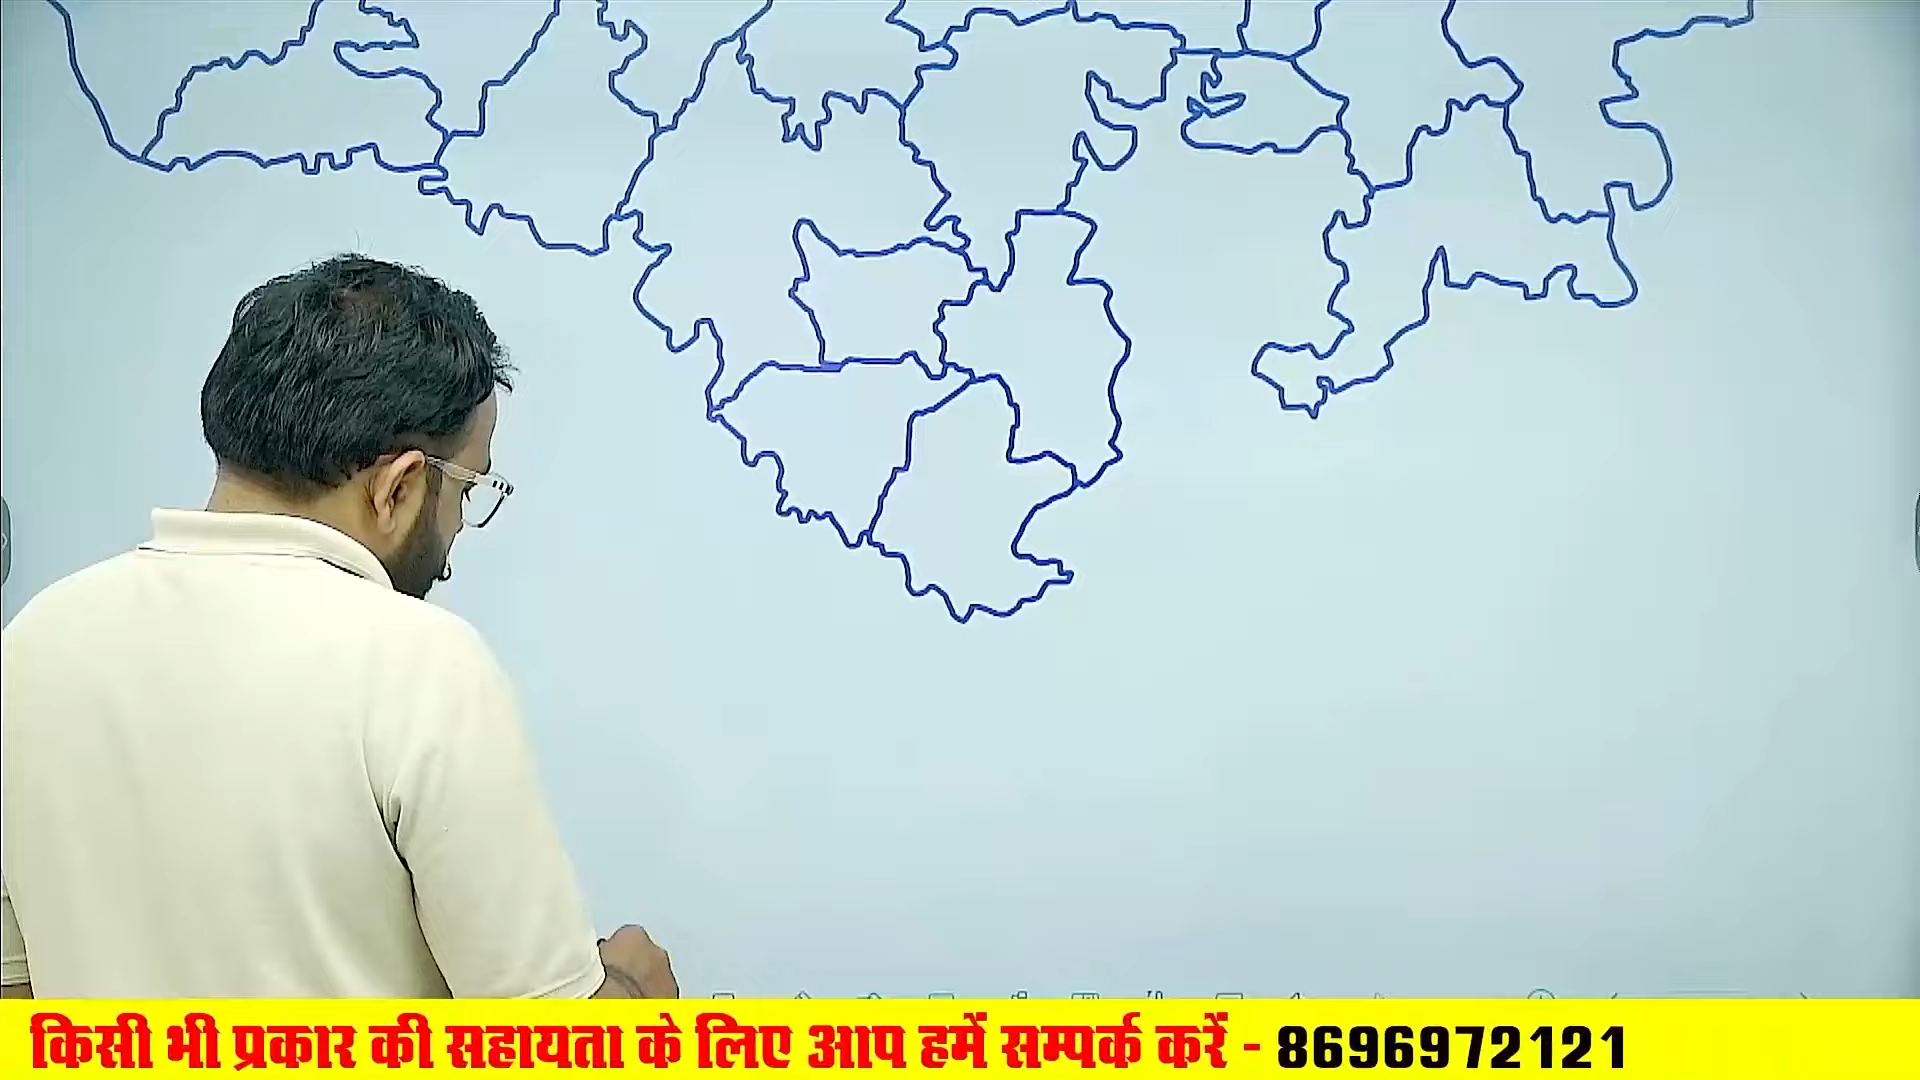 किसी भी प्रकार की सहायता के लिए आप हमें सम्पर्क करें - 8696972121